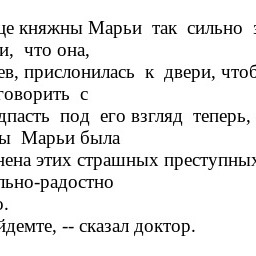 це княжны Марьи так сильно з
и, что она,
ев, прислонилась к двери, чтоб
говорить с
дпасть под его взгляд теперь,
ы Марьи была
нена этих страшных преступных
льно-радостно
о.
йдемте, -- сказал доктор.